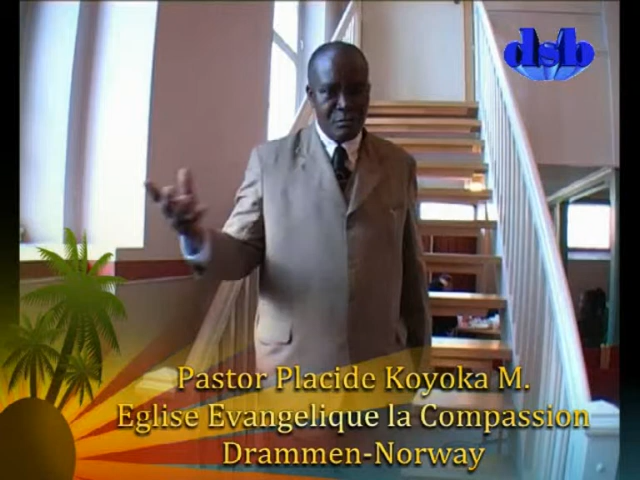 dsb
Pastor Placide Koyoka M.
Eglise Evangelique la Compassion
Drammen-Norway